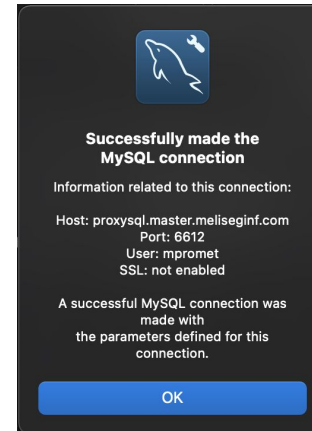 Successfully made the
MySQL connection
Information related to this connection:
Host: proxysql.master.meliseginf.com
Port: 6612
User: mpromet
SSL: not enabled
A successful MySQL connection was
made with
the parameters defined for this
connection.
OK